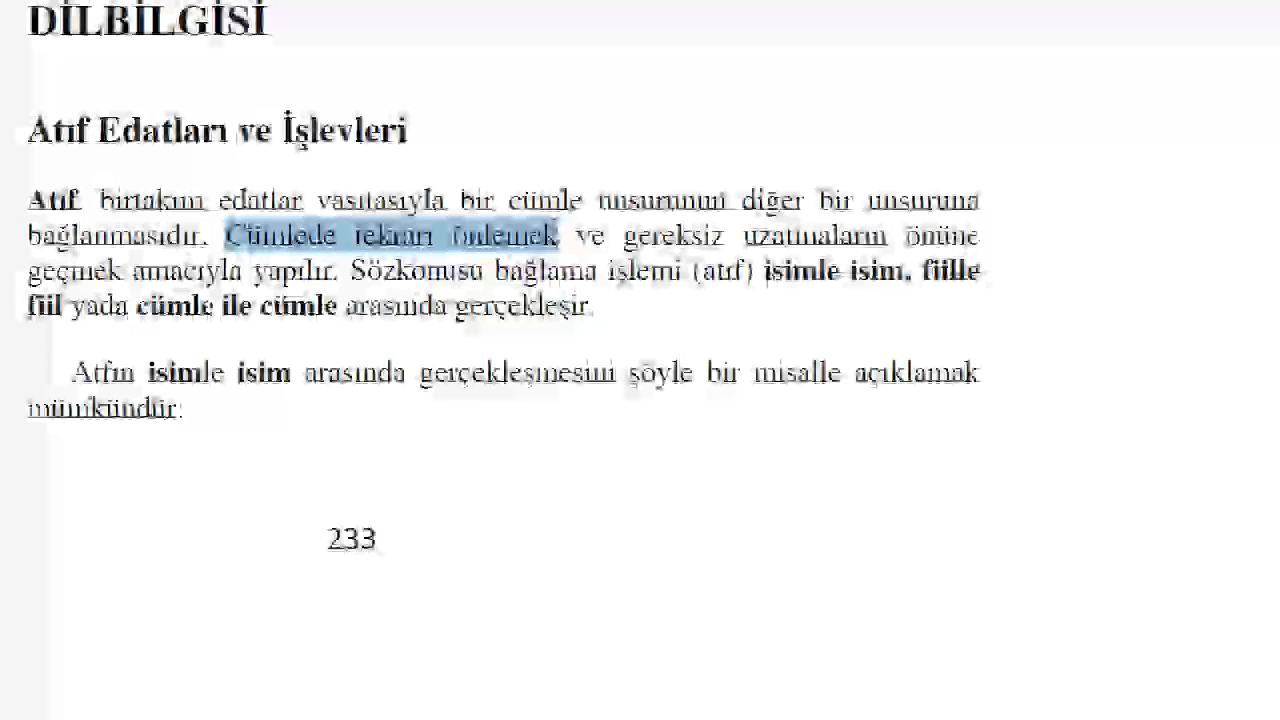 DİLBİLGİSİ
Atıf Edatları ve İşlevleri
Atıf birtakım edatlar vasıtasıyla bir cümle unsurunun diğer bir unsuruna
bağlanmasıdır. Cümlede tekrarı önlemek ve gereksiz uzatmaların önüne
geçmek amacıyla yapılır. Sözkonusu bağlama işlemi (atıf) isimle isim, fiille
fiil yada cümle ile cümle arasında gerçekleşir.
Atfın isimle isim arasında gerçekleşmesini şöyle bir misalle açıklamak
mümkündür:
233